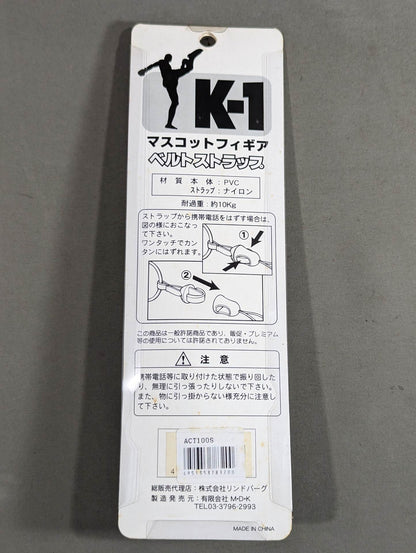 K-1
マスコットフィギア
ベルトストラップ
材 質 本 体 : PVC
ストラップ : ナイロン
耐過重 : 約10Kg
ストラップから携帯電話をはずす場合は、
図の様におこなっ
て下さい。
ワンタッチでカン
タンにはずれます。
①
②
この商品は一般許諾商品であり、販促・プレミアム
等の使用については許諾されておりません。
注 意
携帯電話等に取り付けた状態で振り回した
り、無理に引っ張ったりしないで下さい。
また、物に引っ掛からない様充分に注意し
て下さい。
ACT100S
総販売代理店 : 株式会社リンドバーグ
製 造 発 売 元 : 有限会社 M・D・K
TEL03-3796-2993
MADE IN CHINA